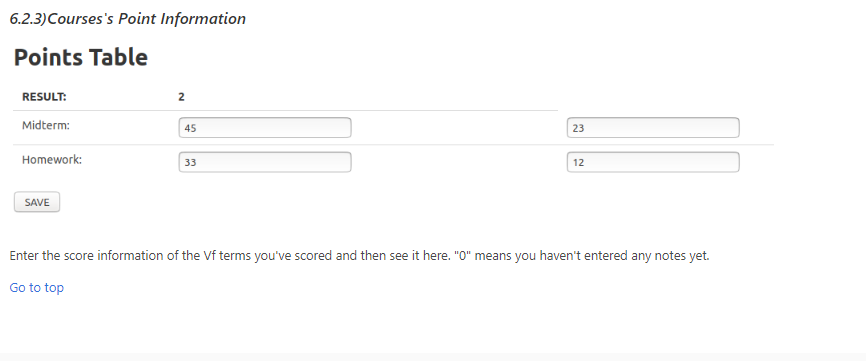 6.2.3)Courses's Point Information
Points Table
RESULT: 2
Midterm: 45 23
Homework: 33 12
SAVE
Enter the score information of the Vf terms you've scored and then see it here. "0" means you haven't entered any notes yet.
Go to top